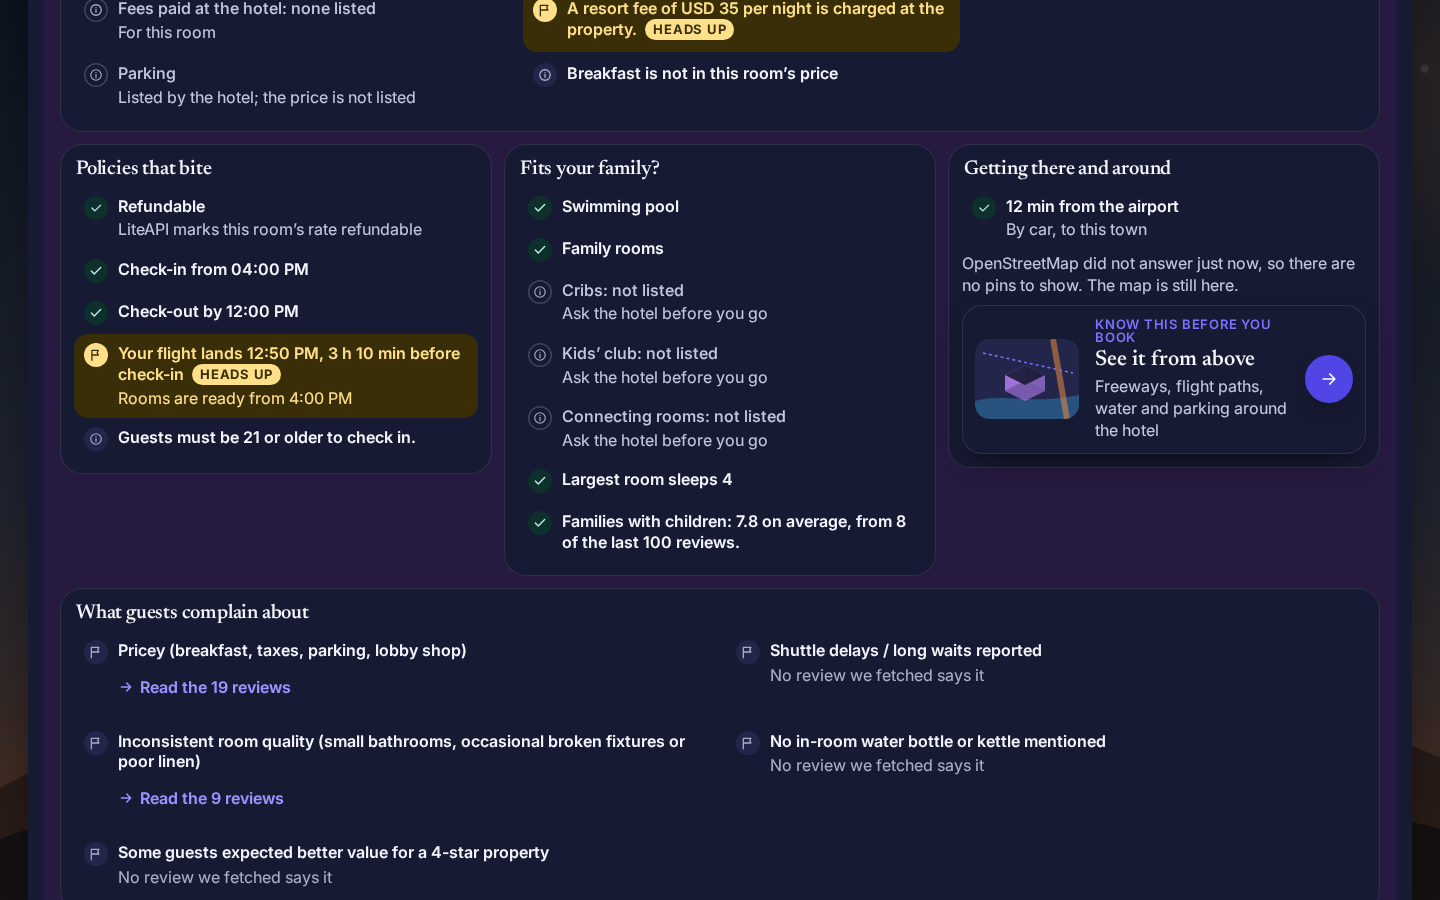 Fees paid at the hotel: none listed
For this room
A resort fee of USD 35 per night is charged at the
property. HEADS UP
Parking
Listed by the hotel; the price is not listed
Breakfast is not in this room’s price
Policies that bite
Refundable
LiteAPI marks this room’s rate refundable
Check-in from 04:00 PM
Check-out by 12:00 PM
Your flight lands 12:50 PM, 3 h 10 min before
check-in HEADS UP
Rooms are ready from 4:00 PM
Guests must be 21 or older to check in.
Fits your family?
Swimming pool
Family rooms
Cribs: not listed
Ask the hotel before you go
Kids’ club: not listed
Ask the hotel before you go
Connecting rooms: not listed
Ask the hotel before you go
Largest room sleeps 4
Families with children: 7.8 on average, from 8
of the last 100 reviews.
Getting there and around
12 min from the airport
By car, to this town
OpenStreetMap did not answer just now, so there are
no pins to show. The map is still here.
KNOW THIS BEFORE YOU
BOOK
See it from above
Freeways, flight paths,
water and parking around
the hotel
What guests complain about
Pricey (breakfast, taxes, parking, lobby shop)
→ Read the 19 reviews
Shuttle delays / long waits reported
No review we fetched says it
Inconsistent room quality (small bathrooms, occasional broken fixtures or
poor linen)
→ Read the 9 reviews
No in-room water bottle or kettle mentioned
No review we fetched says it
Some guests expected better value for a 4-star property
No review we fetched says it